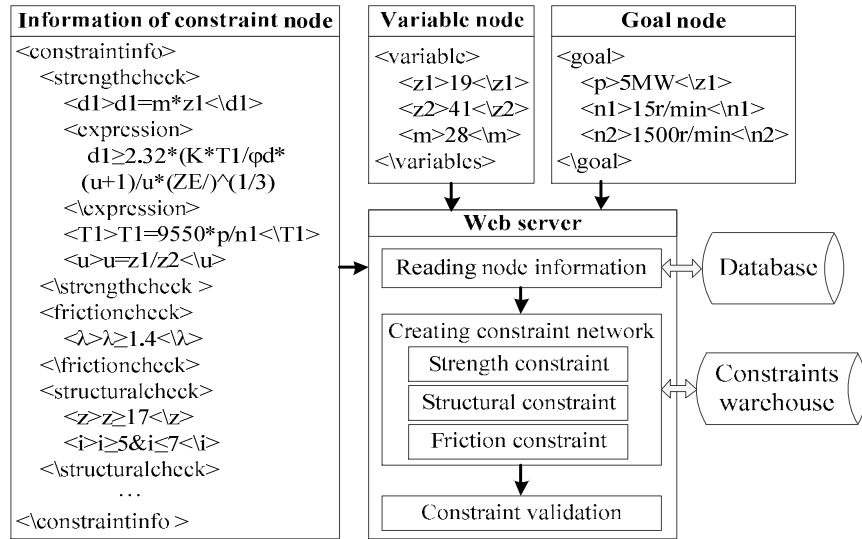 Information of constraint node
<constraintinfo>
<strengthcheck>
<d1>d1=m*z1<\d1>
<expression>
d1≥2.32*(K*T1/φd*
(u+1)/u*(ZE/)^(1/3)
<\expression>
<T1>T1=9550*p/n1<\T1>
<u>u=z1/z2<\u>
<\strengthcheck >
<frictioncheck>
<λ>λ≥1.4<\λ>
<\frictioncheck>
<structuralcheck>
<z>z≥17<\z>
<i>i≥5&i≤7<\i>
<\structuralcheck>
…
<\constraintinfo >
Variable node
<variable>
<z1>19<\z1>
<z2>41<\z2>
<m>28<\m>
<\variables>
Goal node
<goal>
<p>5MW<\z1>
<n1>15r/min<\n1>
<n2>1500r/min<\n2>
<\goal>
Web server
Reading node information
Creating constraint network
Strength constraint
Structural constraint
Friction constraint
Constraint validation
Database
Constraints
warhouse